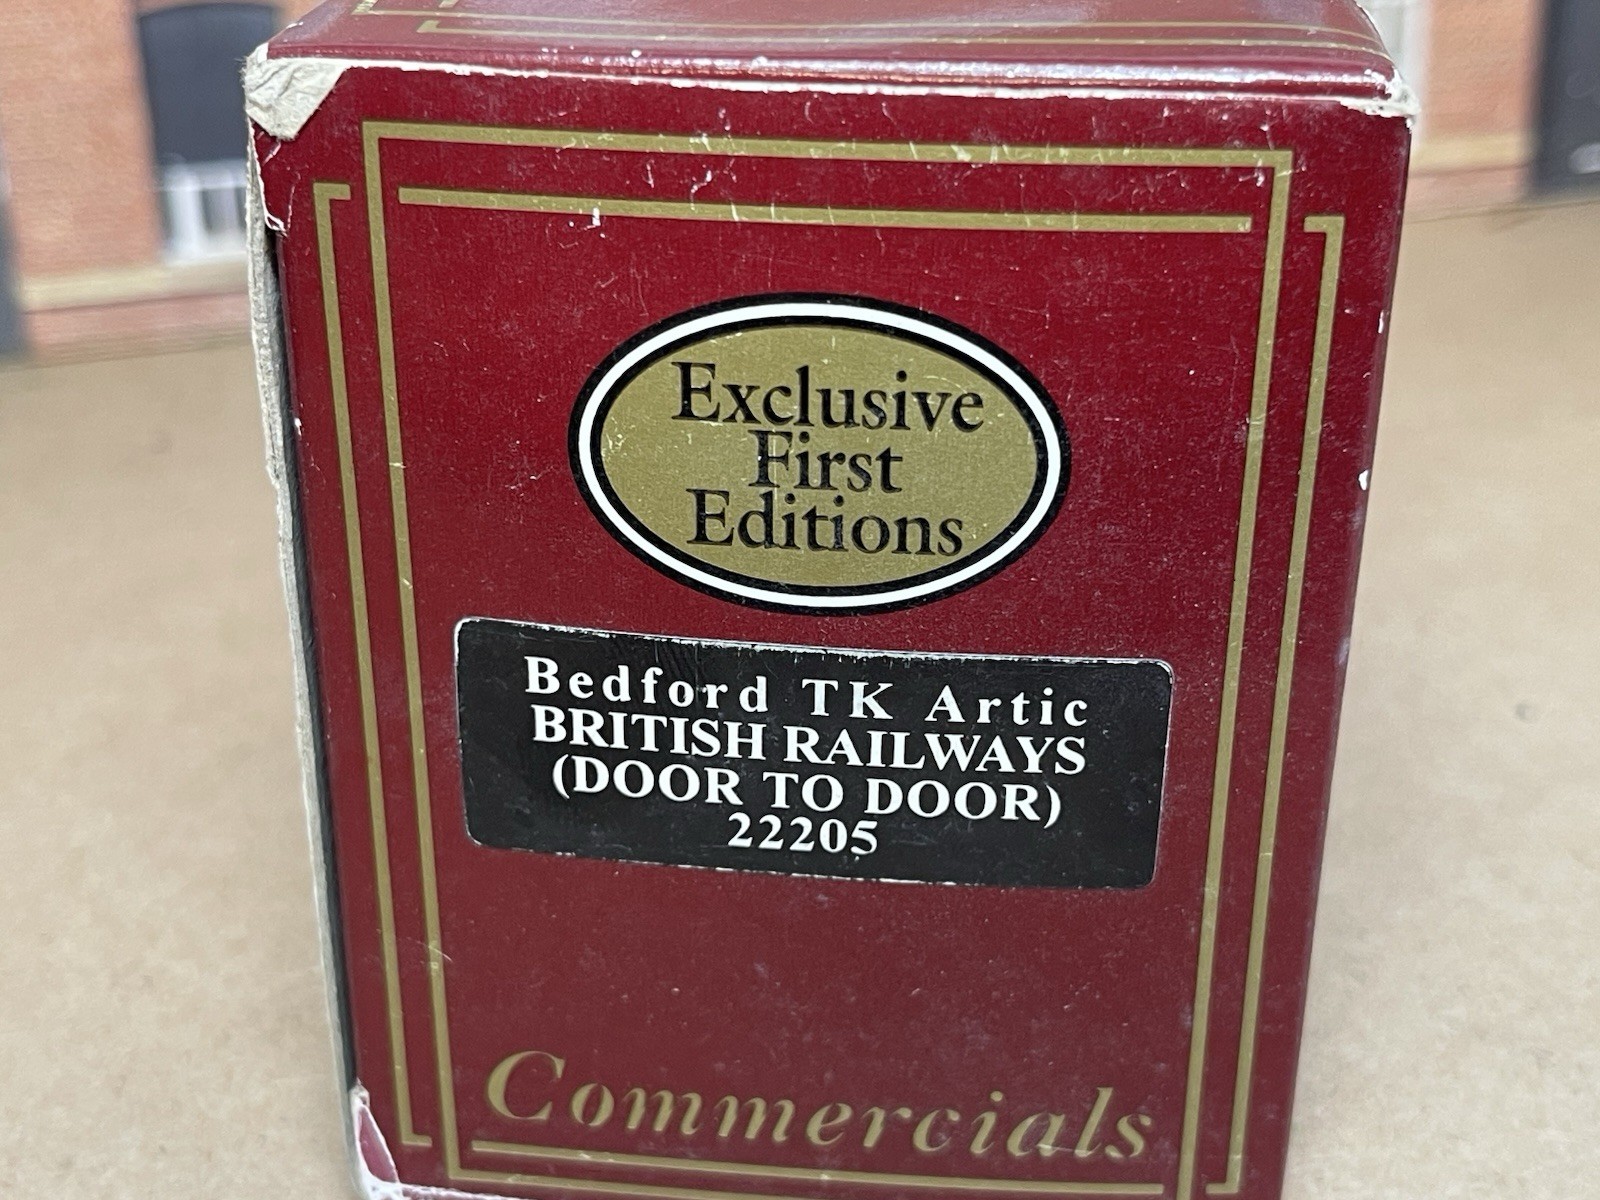 Exclusive
First
Editions
Bedford TK Artic
BRITISH RAILWAYS
(DOOR TO DOOR)
22205
Commercials